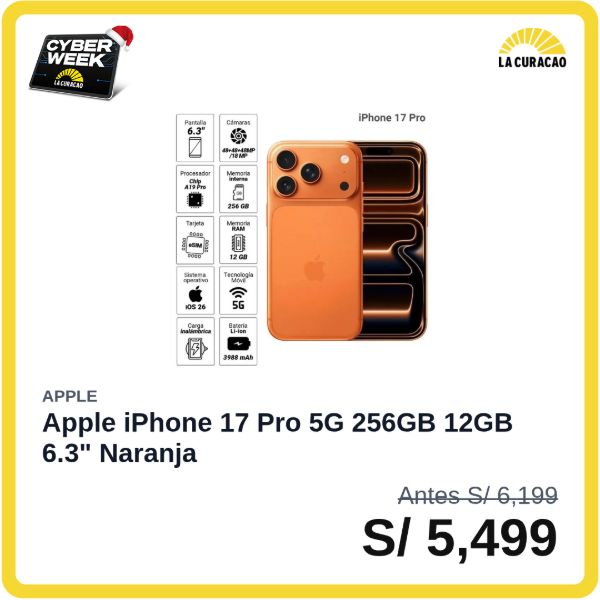 CYBER
WEEK
LA CURACAO
LA CURACAO
iPhone 17 Pro
Pantalla
6.3"
Cámaras
48+48+48MP
/18 MP
Procesador
Chip
A19 Pro
Memoria
interna
256 GB
Tarjeta
eSIM
Memoria
RAM
12 GB
Sistema
operativo
iOS 26
Tecnología
Móvil
5G
Carga
inalámbrica
Batería
Li-ion
3988 mAh
APPLE
Apple iPhone 17 Pro 5G 256GB 12GB
6.3" Naranja
Antes S/ 6,199
S/ 5,499